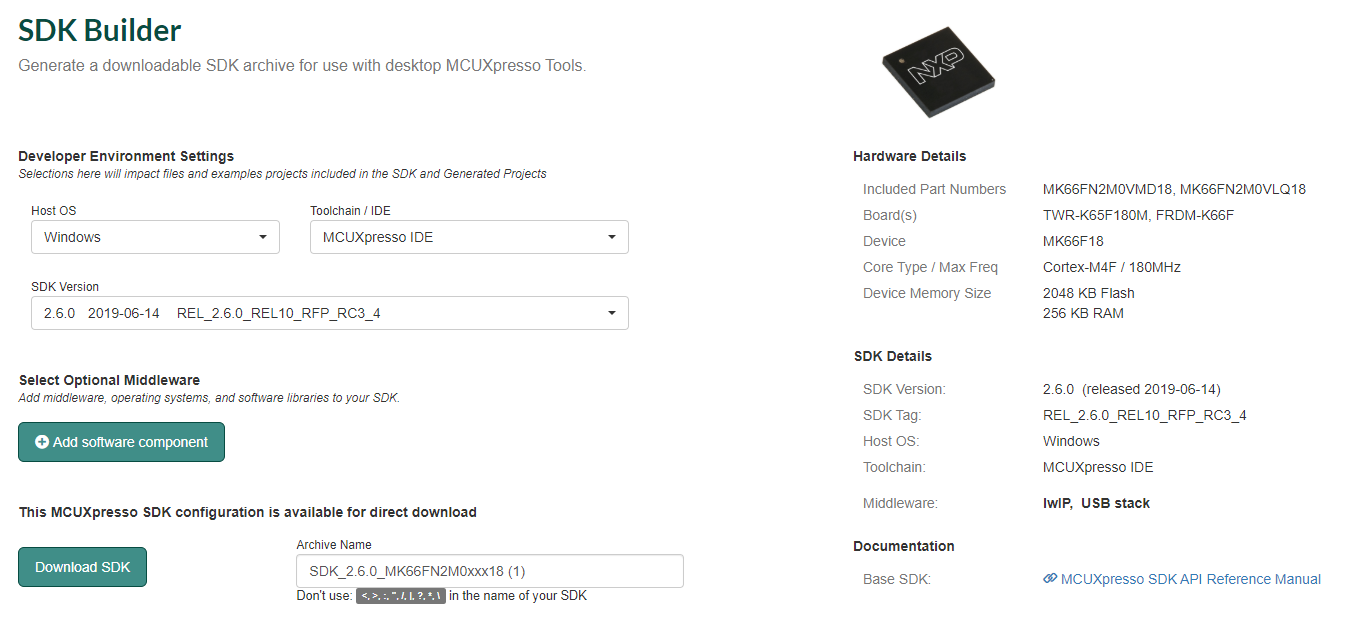 SDK Builder
Generate a downloadable SDK archive for use with desktop MCUXpresso Tools.
NXP
Developer Environment Settings
Selections here will impact files and examples projects included in the SDK and Generated Projects
Host OS
Toolchain / IDE
Windows
MCUXpresso IDE
SDK Version
2.6.0 2019-06-14 REL_2.6.0_REL10_RFP_RC3_4
Select Optional Middleware
Add middleware, operating systems, and software libraries to your SDK.
Add software component
This MCUXpresso SDK configuration is available for direct download
Archive Name
Download SDK
SDK_2.6.0_MK66FN2M0xxx18 (1)
Don't use: <, >, :, ", /, |, ?, *, \ in the name of your SDK
Hardware Details
Included Part Numbers MK66FN2M0VMD18, MK66FN2M0VLQ18
Board(s) TWR-K65F180M, FRDM-K66F
Device MK66F18
Core Type / Max Freq Cortex-M4F / 180MHz
Device Memory Size 2048 KB Flash
256 KB RAM
SDK Details
SDK Version: 2.6.0 (released 2019-06-14)
SDK Tag: REL_2.6.0_REL10_RFP_RC3_4
Host OS: Windows
Toolchain: MCUXpresso IDE
Middleware: lwIP, USB stack
Documentation
Base SDK: MCUXpresso SDK API Reference Manual